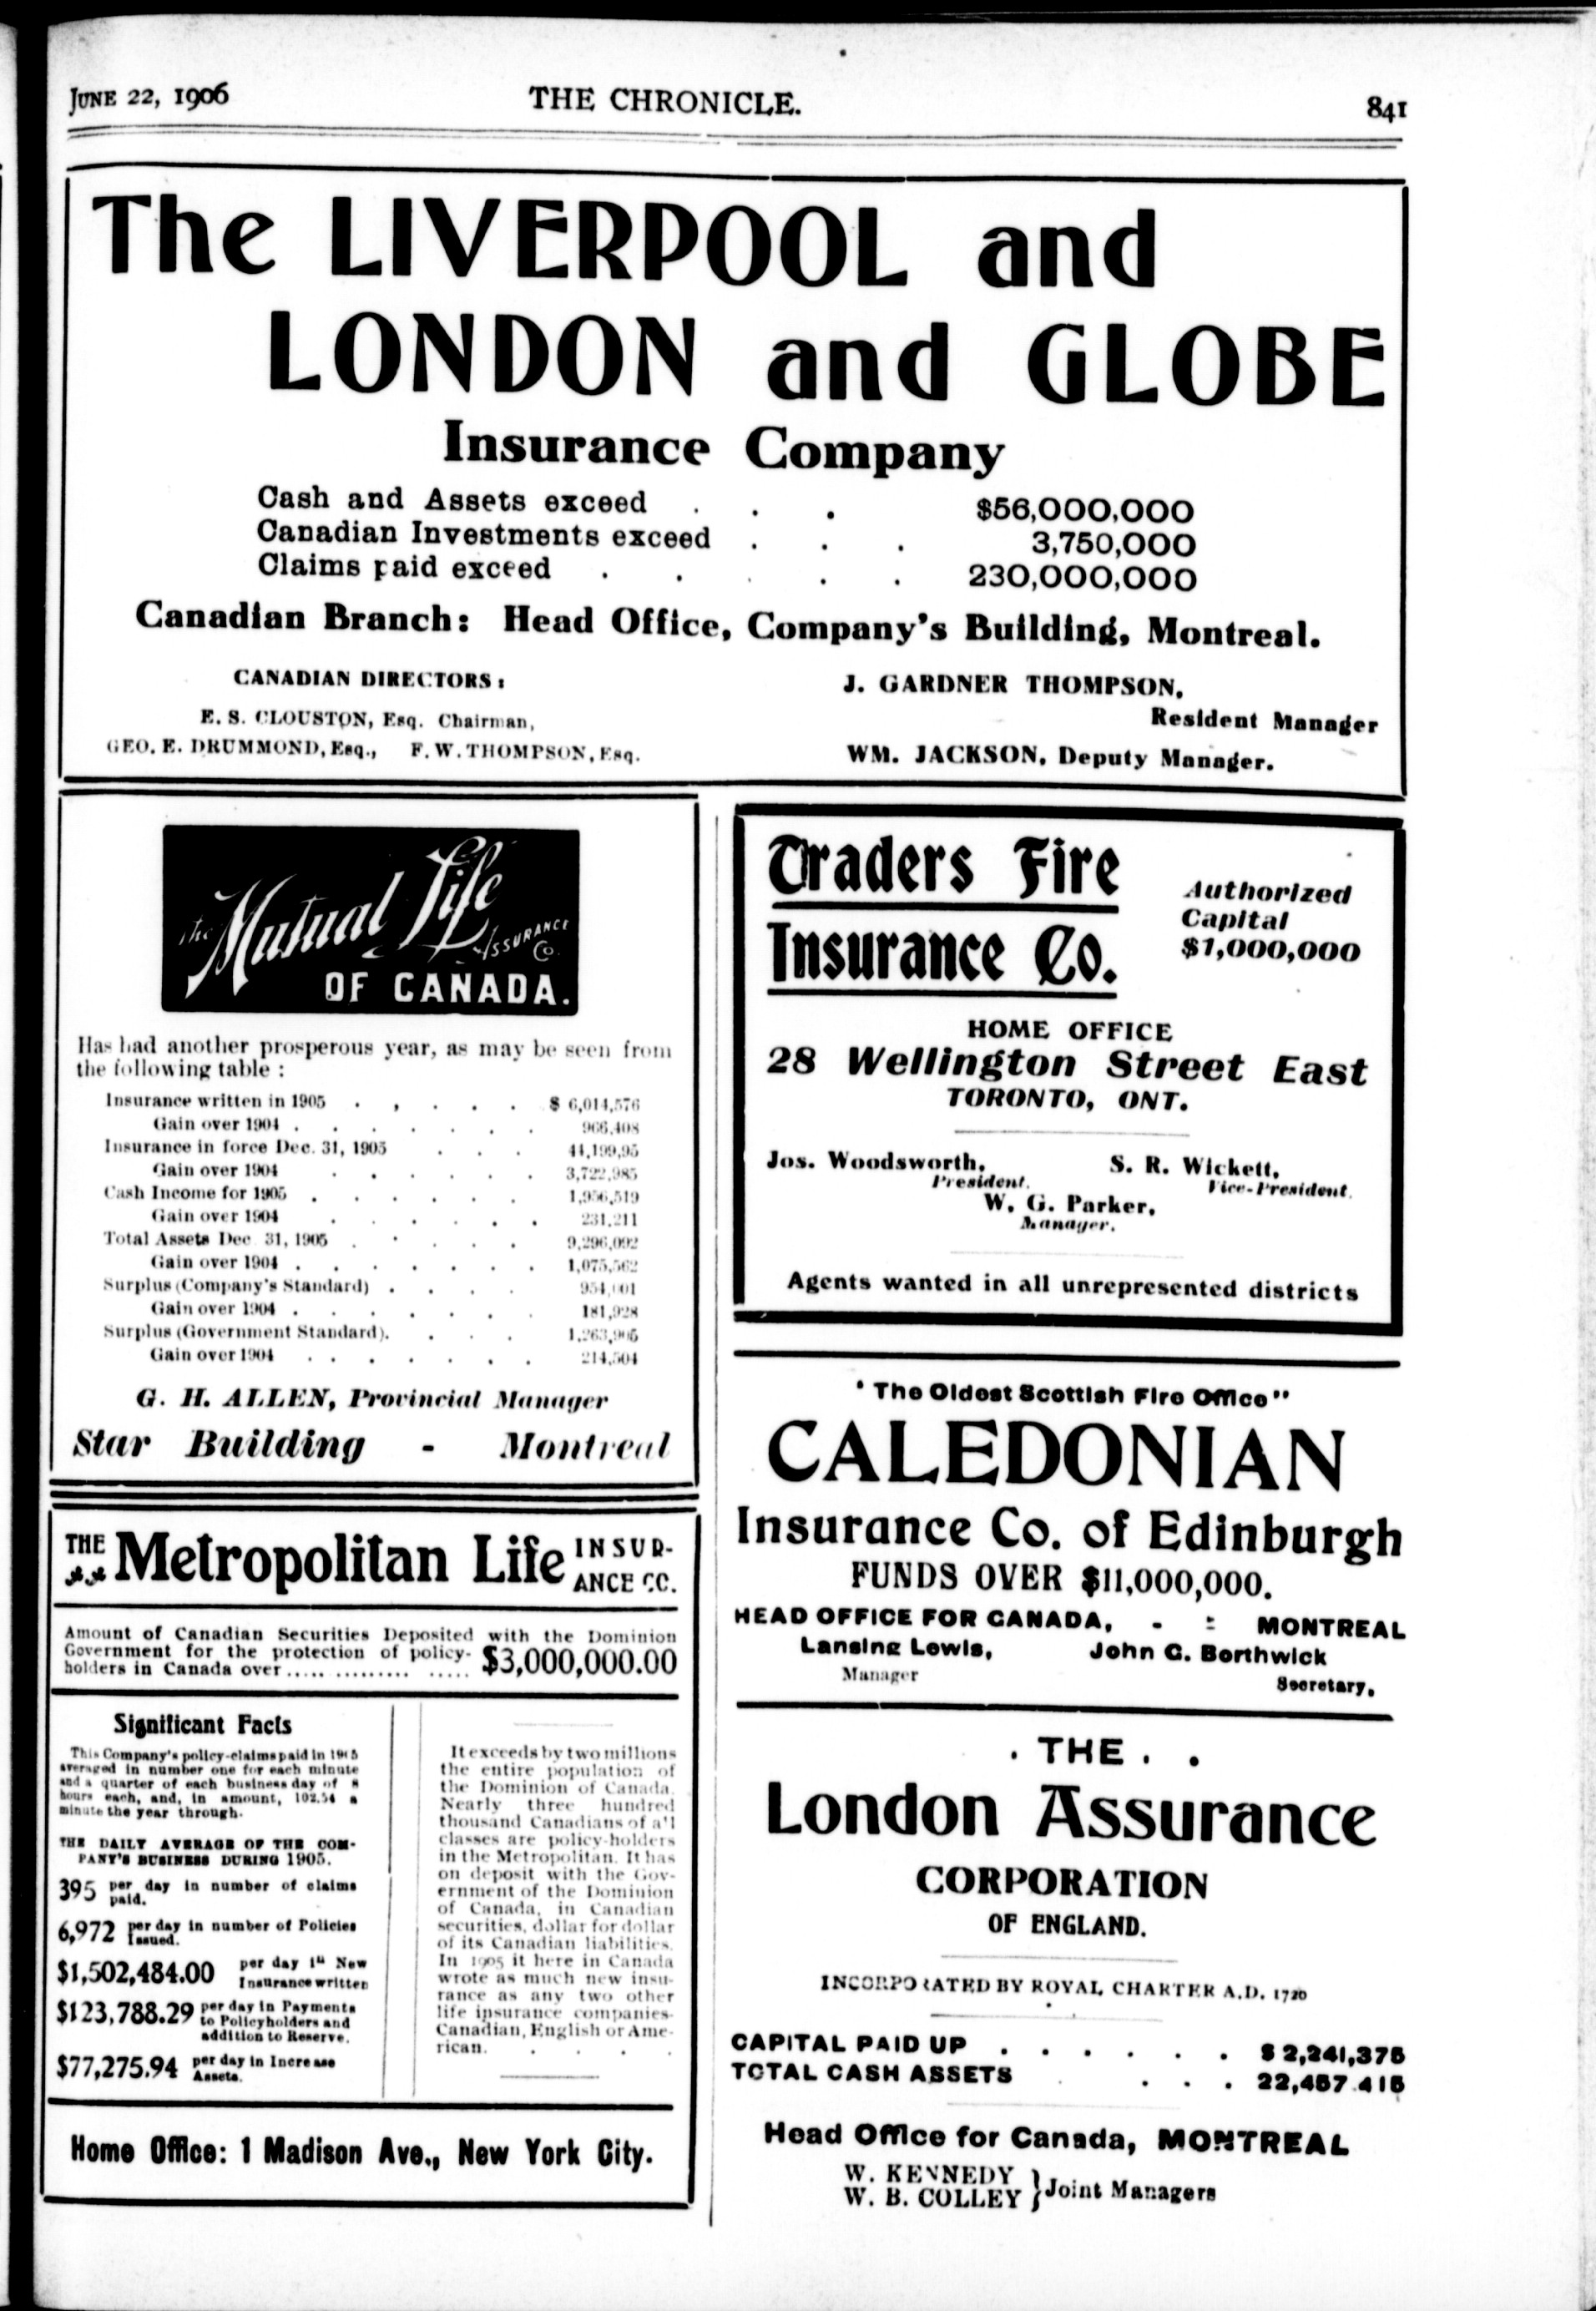 JUNE 22, 1906 THE CHRONICLE. 841
The LIVERPOOL and
LONDON and GLOBE
Insurance Company
Cash and Assets exceed . . . $56,000,000
Canadian Investments exceed . . . 3,750,000
Claims paid exceed . . . . . 230,000,000
Canadian Branch: Head Office, Company's Building, Montreal.
CANADIAN DIRECTORS:
E. S. CLOUSTON, Esq. Chairman,
GEO. E. DRUMMOND, Esq., F. W. THOMPSON, Esq.
J. GARDNER THOMPSON,
Resident Manager
WM. JACKSON, Deputy Manager.
The Mutual Life
ASSURANCE
Co.
OF CANADA.
Has had another prosperous year, as may be seen from
the following table :
Insurance written in 1905 . , . . . $ 6,014,576
Gain over 1904 . . . . . . . 966,408
Insurance in force Dec. 31, 1905 . . . 44,199,95
Gain over 1904 . . . . . . 3,722,985
Cash Income for 1905 . . . . . . 1,956,519
Gain over 1904 . . . . . . 231,211
Total Assets Dec 31, 1905 . . . . . 9,296,092
Gain over 1904 . . . . . . . 1,075,562
Surplus (Company's Standard) . . . .
Gain over 1904 . . . . . 181,928
Surplus (Government Standard). . . . 1,263,905
Gain over 1904 . . . . . . . 214,504
G. H. ALLEN, Provincial Manager
Star Building - Montreal
THE Metropolitan Life INSUR-
ANCE CO.
Amount of Canadian Securities Deposited with the Dominion
Government for the protection of policy-
holders in Canada over ..... ......... ..... $3,000,000.00
Significant Facts
This Company's policy-claims paid in 1905
averaged in number one for each minute
and a quarter of each business day of 8
hours each, and, in amount, 102.54 a
minute the year through.
THE DAILY AVERAGE OF THE COM-
PANY'S BUSINESS DURING 1905.
395 per day in number of claims
paid.
6,972 per day in number of Policies
Issued.
$1,502,484.00 per day in New
Insurance written
$123,788.29 per day in Payments
to Policyholders and
addition to Reserve.
$77,275.94 per day in Increase
Assets.
It exceeds by two millions
the entire population of
the Dominion of Canada.
Nearly three hundred
thousand Canadians of all
classes are policy-holders
in the Metropolitan. It has
on deposit with the Gov-
ernment of the Dominion
of Canada, in Canadian
securities, dollar for dollar
of its Canadian liabilities.
In 1905 it here in Canada
wrote as much new insu-
rance as any two other
life insurance companies-
Canadian, English or Ame-
rican. . . . .
Home Office: 1 Madison Ave., New York City.
Traders Fire
Insurance Co.
Authorized
Capital
$1,000,000
HOME OFFICE
28 Wellington Street East
TORONTO, ONT.
Jos. Woodsworth, S. R. Wickett,
President. Vice-President.
W. G. Parker,
Manager.
Agents wanted in all unrepresented districts
' The Oldest Scottish Fire Office"
CALEDONIAN
Insurance Co. of Edinburgh
FUNDS OVER $11,000,000.
HEAD OFFICE FOR CANADA, - : MONTREAL
Lansing Lewis, John G. Borthwick
Manager Secretary,
. THE . .
London Assurance
CORPORATION
OF ENGLAND.
INCORPORATED BY ROYAL CHARTER A.D. 1720
CAPITAL PAID UP . . . . . . $ 2,241,375
TOTAL CASH ASSETS . . . 22,457 415
Head Office for Canada, MONTREAL
W. KENNEDY
W. B. COLLEY } Joint Managers